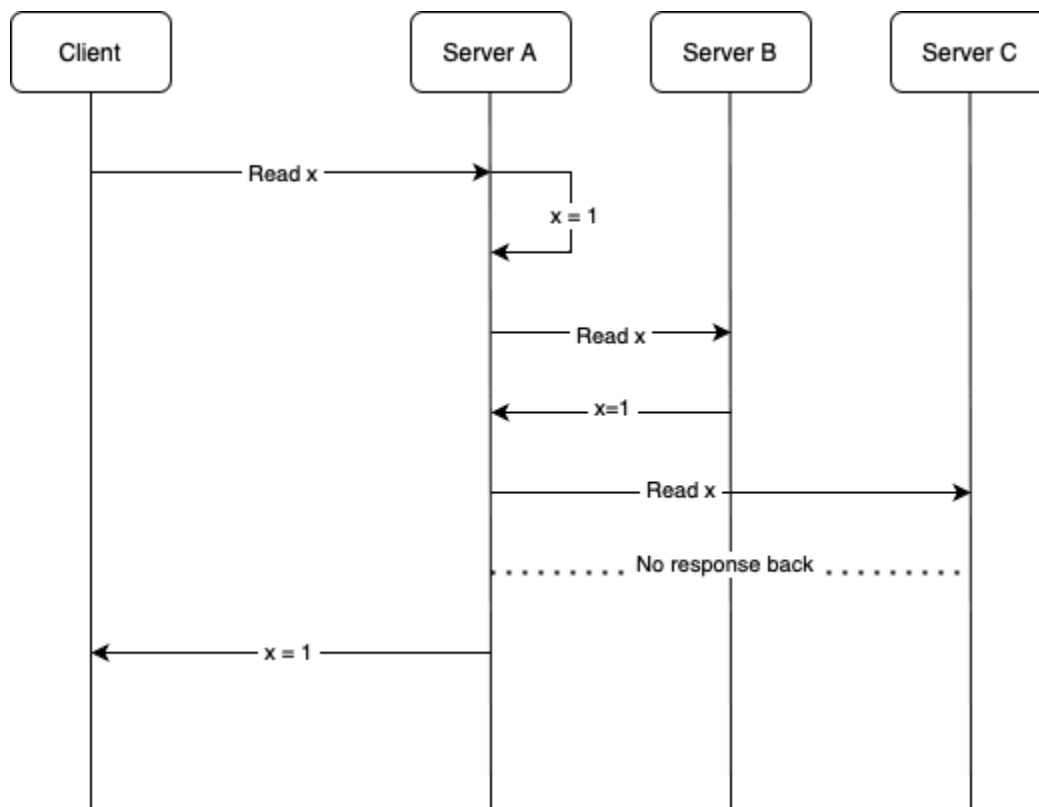 Client
Server A
Server B
Server C
Read x
x = 1
Read x
x=1
Read x
No response back
x = 1